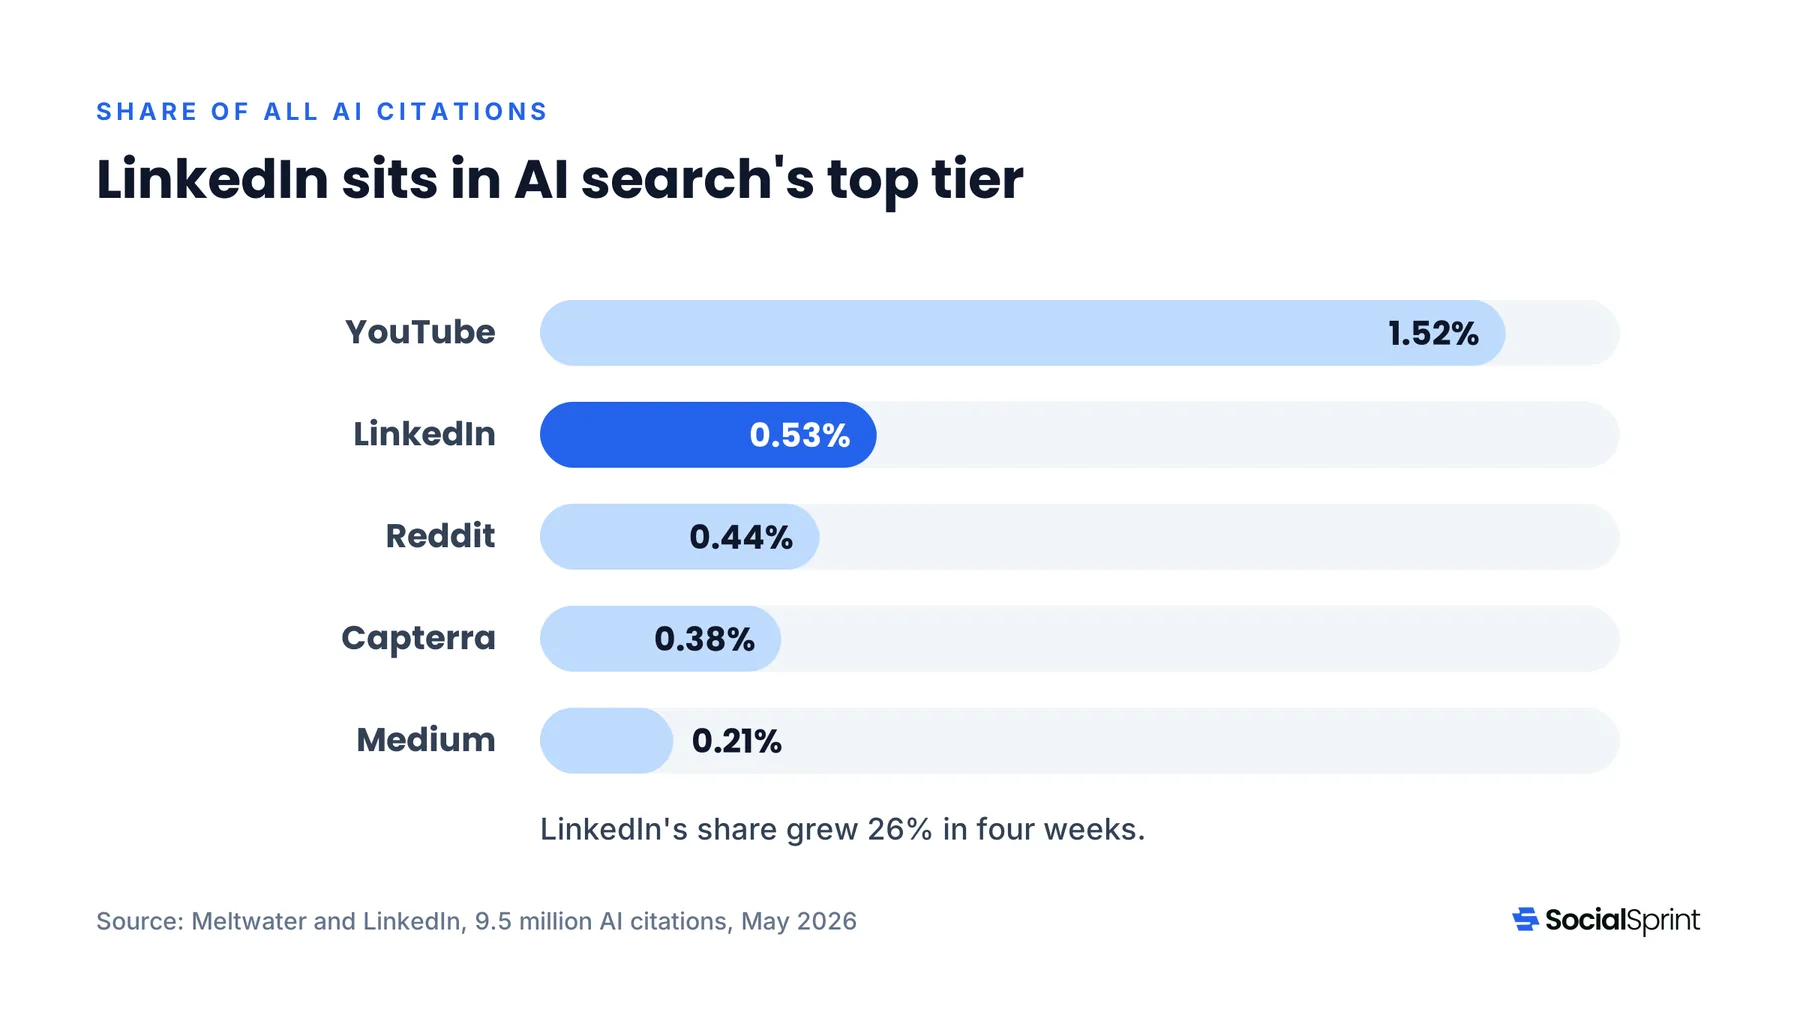 SHARE OF ALL AI CITATIONS
LinkedIn sits in AI search's top tier
YouTube 1.52%
LinkedIn 0.53%
Reddit 0.44%
Capterra 0.38%
Medium 0.21%
LinkedIn's share grew 26% in four weeks.
Source: Meltwater and LinkedIn, 9.5 million AI citations, May 2026
SocialSprint